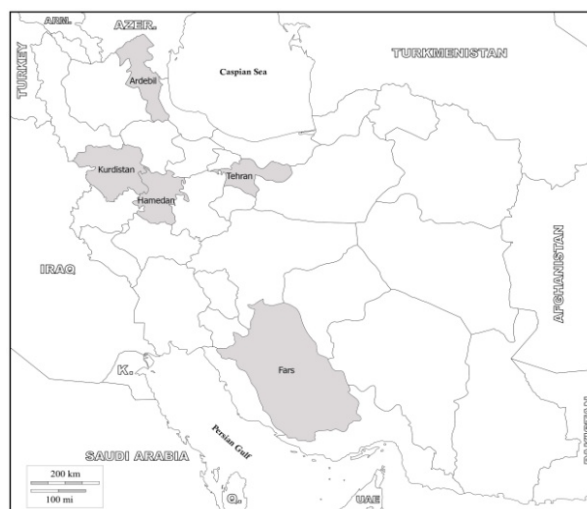 ARM.
AZER.
TURKEY
TURKMENISTAN
Caspian Sea
Ardebil
Kurdistan
Tehran
Hamedan
IRAQ
AFGHANISTAN
Fars
K.
Persian Gulf
SAUDI ARABIA
200 km
100 mi
Q.
UAE